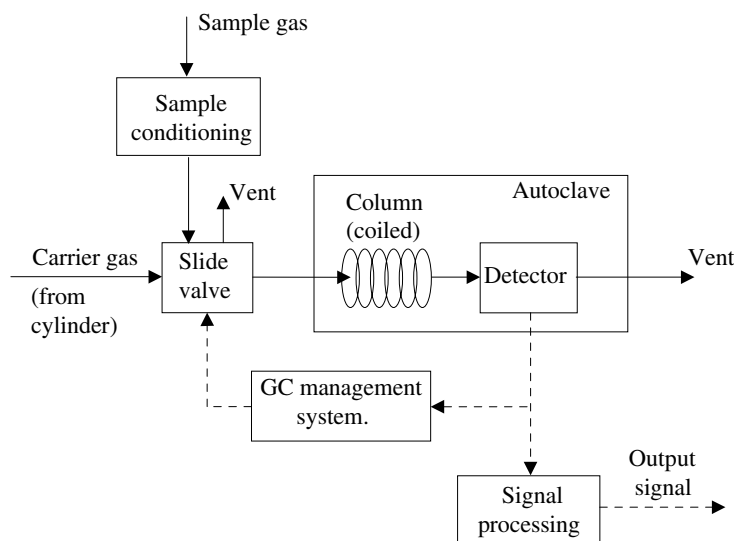 Sample gas
Sample
conditioning
Vent
Autoclave
Column
(coiled)
Carrier gas
(from
cylinder)
Slide
valve
Detector
Vent
GC management
system.
Output
signal
Signal
processing